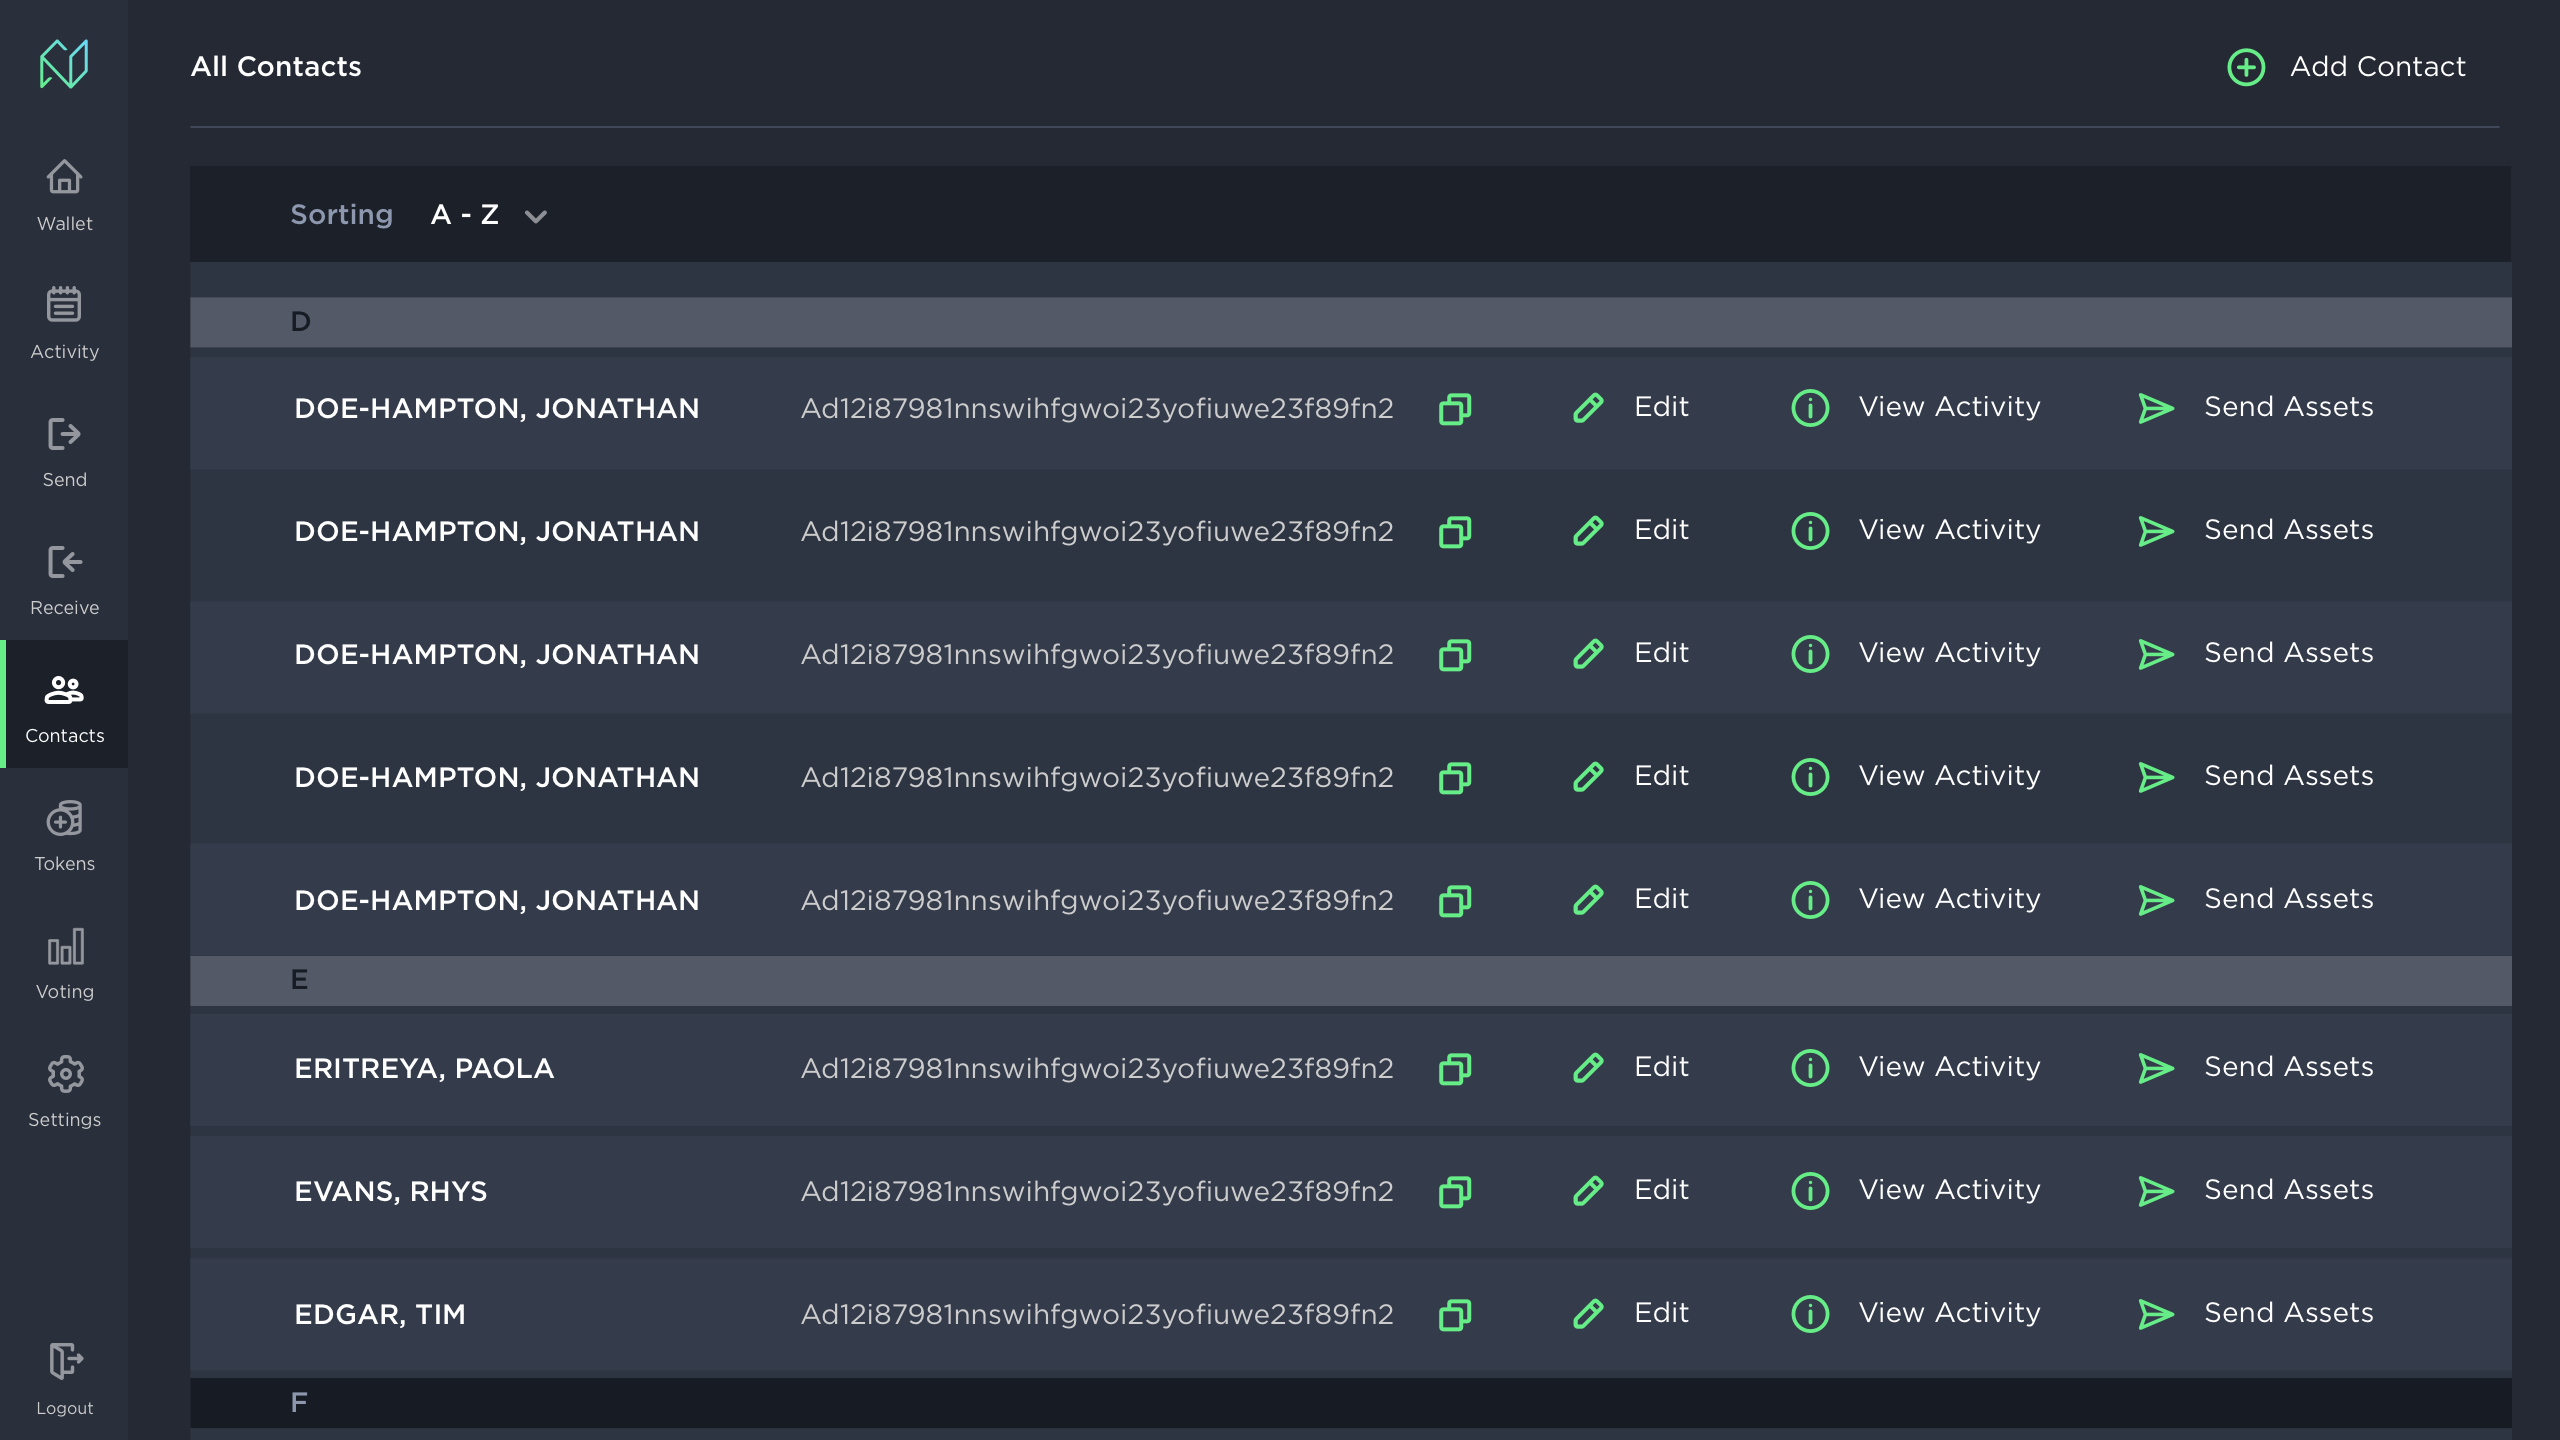 All Contacts
Add Contact
Wallet
Activity
Send
Receive
Contacts
Tokens
Voting
Settings
Logout
Sorting A - Z
D
DOE-HAMPTON, JONATHAN Ad12i87981nnswihfgwoi23yofiuwe23f89fn2 Edit View Activity Send Assets
DOE-HAMPTON, JONATHAN Ad12i87981nnswihfgwoi23yofiuwe23f89fn2 Edit View Activity Send Assets
DOE-HAMPTON, JONATHAN Ad12i87981nnswihfgwoi23yofiuwe23f89fn2 Edit View Activity Send Assets
DOE-HAMPTON, JONATHAN Ad12i87981nnswihfgwoi23yofiuwe23f89fn2 Edit View Activity Send Assets
DOE-HAMPTON, JONATHAN Ad12i87981nnswihfgwoi23yofiuwe23f89fn2 Edit View Activity Send Assets
E
ERITREYA, PAOLA Ad12i87981nnswihfgwoi23yofiuwe23f89fn2 Edit View Activity Send Assets
EVANS, RHYS Ad12i87981nnswihfgwoi23yofiuwe23f89fn2 Edit View Activity Send Assets
EDGAR, TIM Ad12i87981nnswihfgwoi23yofiuwe23f89fn2 Edit View Activity Send Assets
F